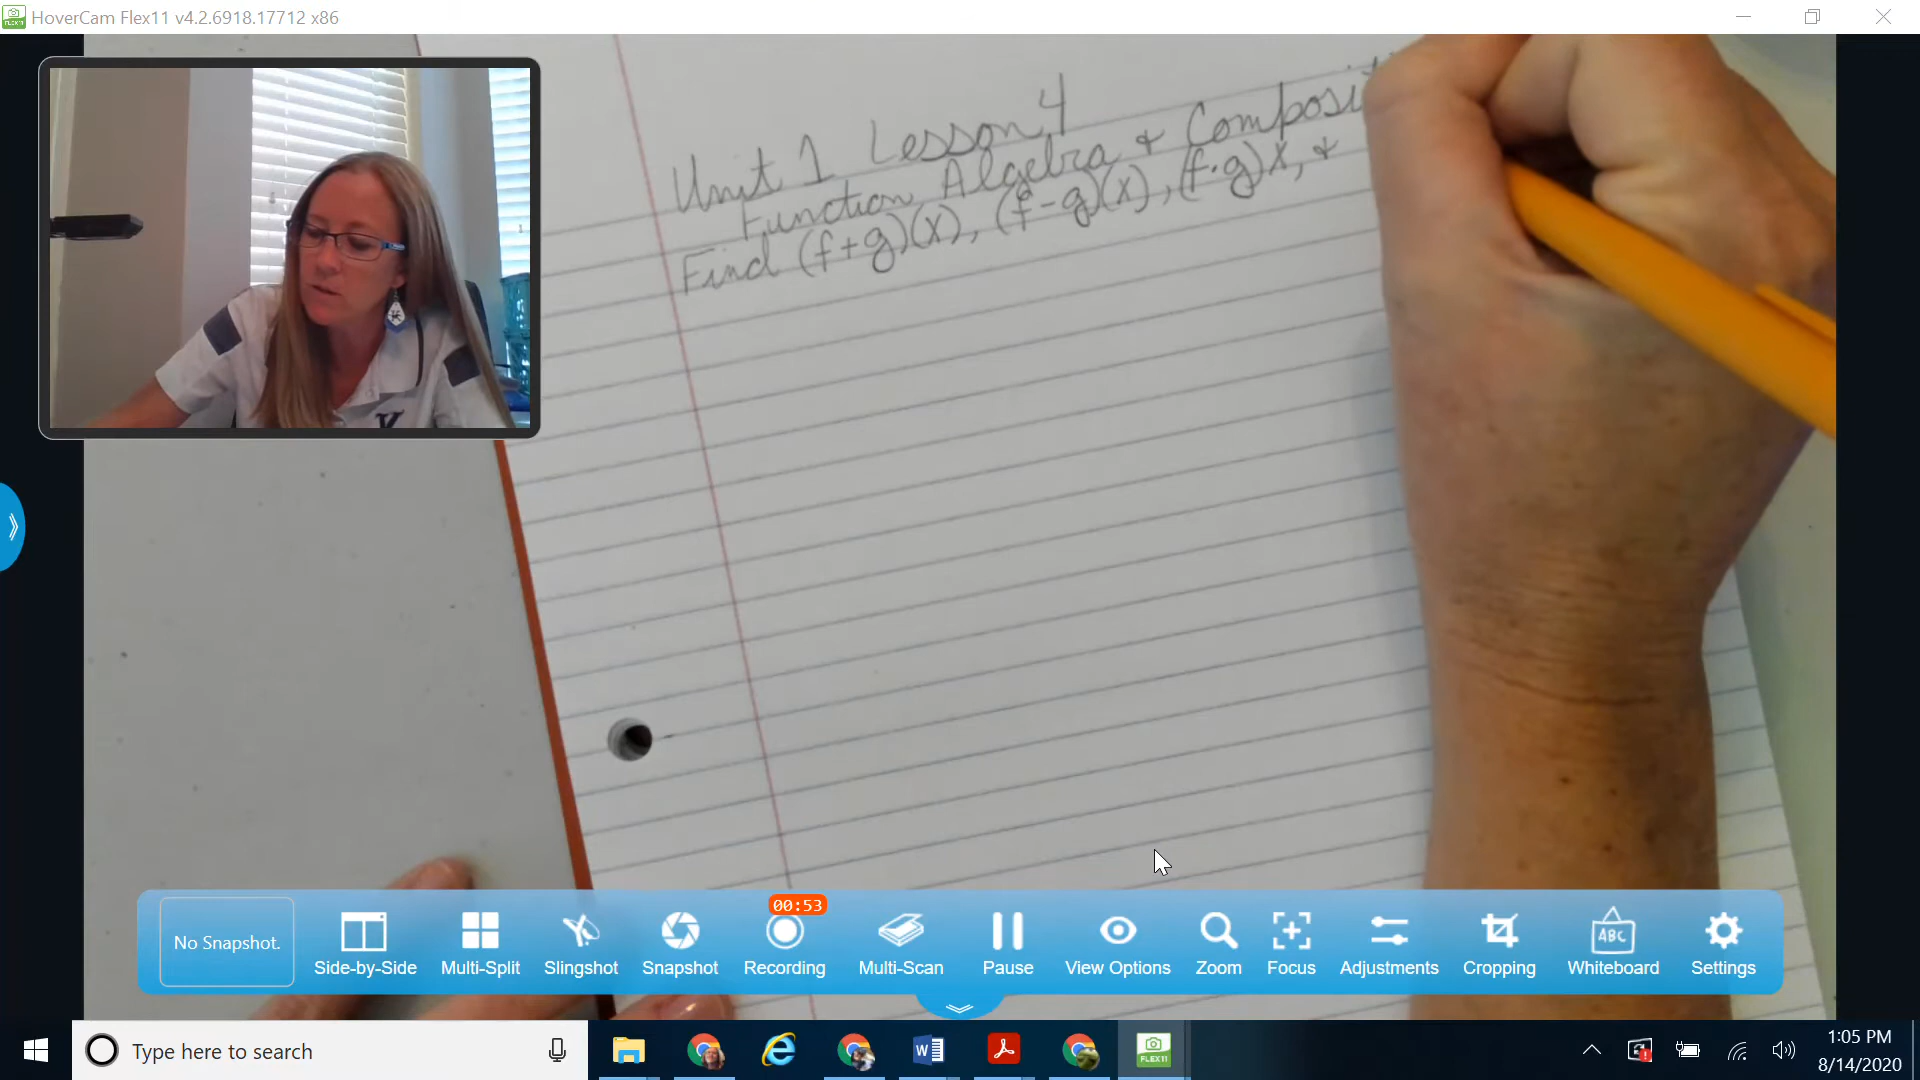 HoverCam Flex11 v4.2.6918.17712 x86
Unit 1 Lesson 4
Function Algebra & Composi
Find (f+g)(x), (f-g)(x), (f·g)x, &
No Snapshot.
Side-by-Side
Multi-Split
Slingshot
Snapshot
00:53
Recording
Multi-Scan
Pause
View Options
Zoom
Focus
Adjustments
Cropping
ABC
Whiteboard
Settings
Type here to search
FLEX11
1:05 PM
8/14/2020